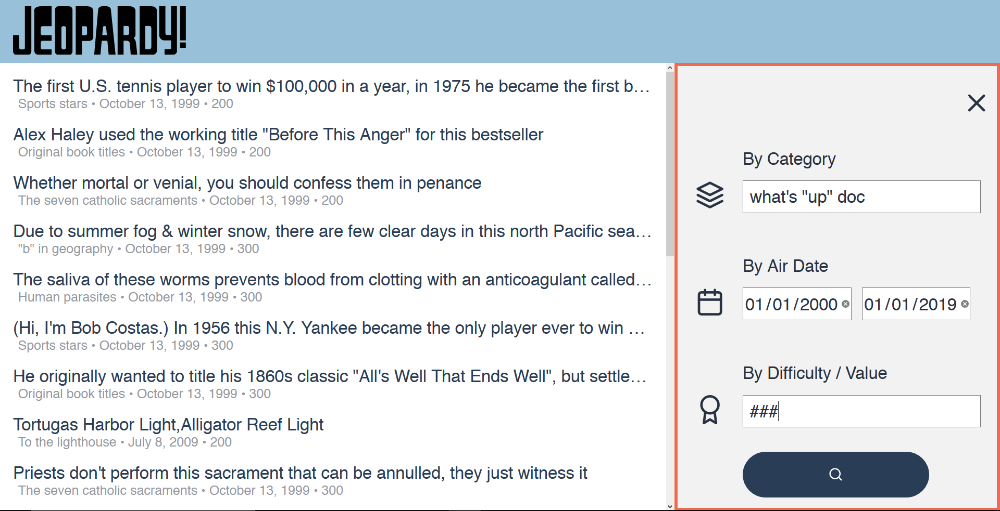 JEOPARDY!
The first U.S. tennis player to win $100,000 in a year, in 1975 he became the first b...
Sports stars • October 13, 1999 • 200
Alex Haley used the working title "Before This Anger" for this bestseller
Original book titles • October 13, 1999 • 200
Whether mortal or venial, you should confess them in penance
The seven catholic sacraments • October 13, 1999 • 200
Due to summer fog & winter snow, there are few clear days in this north Pacific sea...
"b" in geography • October 13, 1999 • 300
The saliva of these worms prevents blood from clotting with an anticoagulant called...
Human parasites • October 13, 1999 • 300
(Hi, I'm Bob Costas.) In 1956 this N.Y. Yankee became the only player ever to win ...
Sports stars • October 13, 1999 • 300
He originally wanted to title his 1860s classic "All's Well That Ends Well", but settle...
Original book titles • October 13, 1999 • 300
Tortugas Harbor Light,Alligator Reef Light
To the lighthouse • July 8, 2009 • 200
Priests don't perform this sacrament that can be annulled, they just witness it
The seven catholic sacraments • October 13, 1999 • 300
By Category
what's "up" doc
By Air Date
01/01/2000 01/01/2019
By Difficulty / Value
###